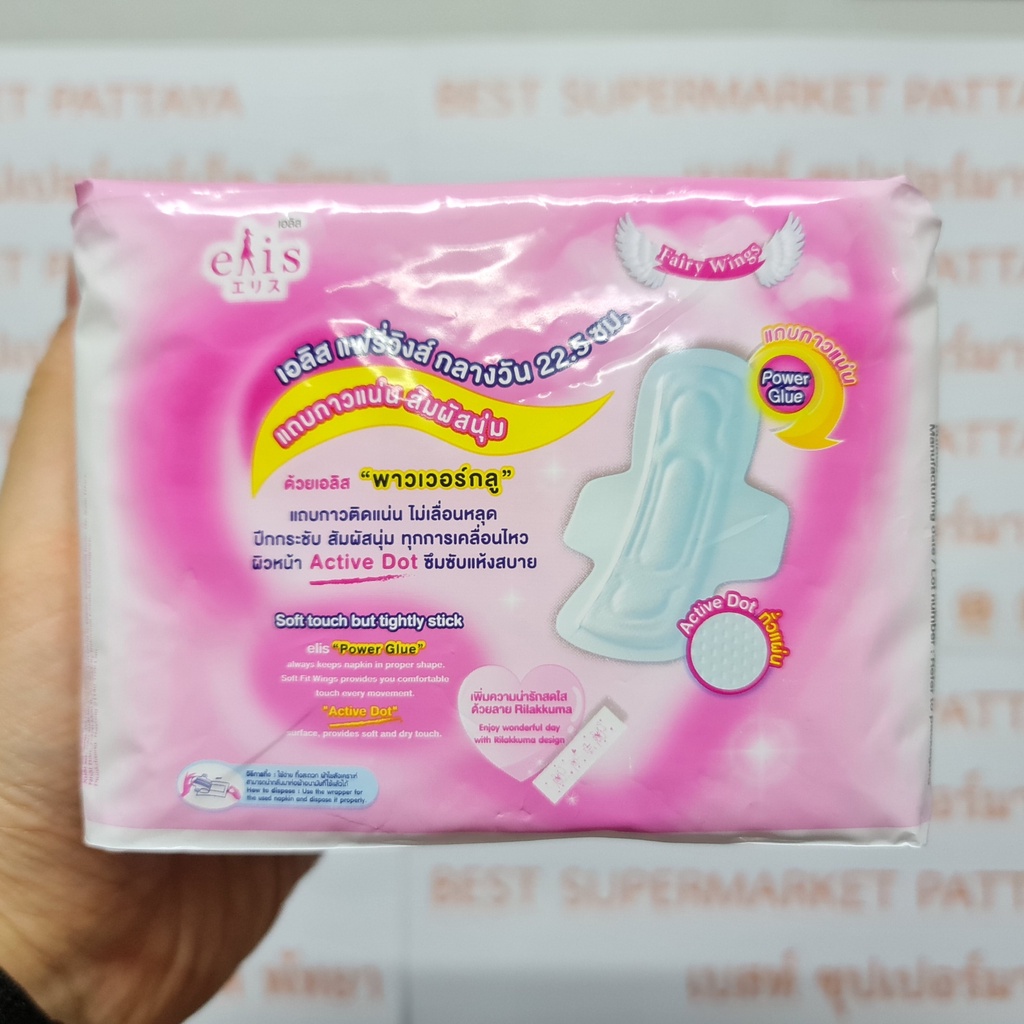 BEST SUPERMARKET PATTAYA
เอลิส
elis
エリス
Fairy Wings
เอลิส แฟรี่วิงส์ กลางวัน 22.5 ซม.
แถบกาวแน่น สัมผัสนุ่ม
ด้วยเอลิส “พาวเวอร์กลู”
แถบกาวติดแน่น ไม่เลื่อนหลุด
ปีกกระชับ สัมผัสนุ่ม ทุกการเคลื่อนไหว
ผิวหน้า Active Dot ซึมซับแห้งสบาย
แถบกาวแน่น
Power
Glue
Active Dot ทั่วแผ่น
Soft touch but tightly stick
elis "Power Glue"
always keeps napkin in proper shape.
Soft Fit Wings provides you comfortable
touch every movement.
"Active Dot"
surface, provides soft and dry touch.
เพิ่มความน่ารักสดใส
ด้วยลาย Rilakkuma
Enjoy wonderful day
with Rilakkuma design
How to dispose : Use the wrapper for
the used napkin and dispose it properly
Manufacturing date / Lot number : Refer to
BEST SUPERMARKET PATT